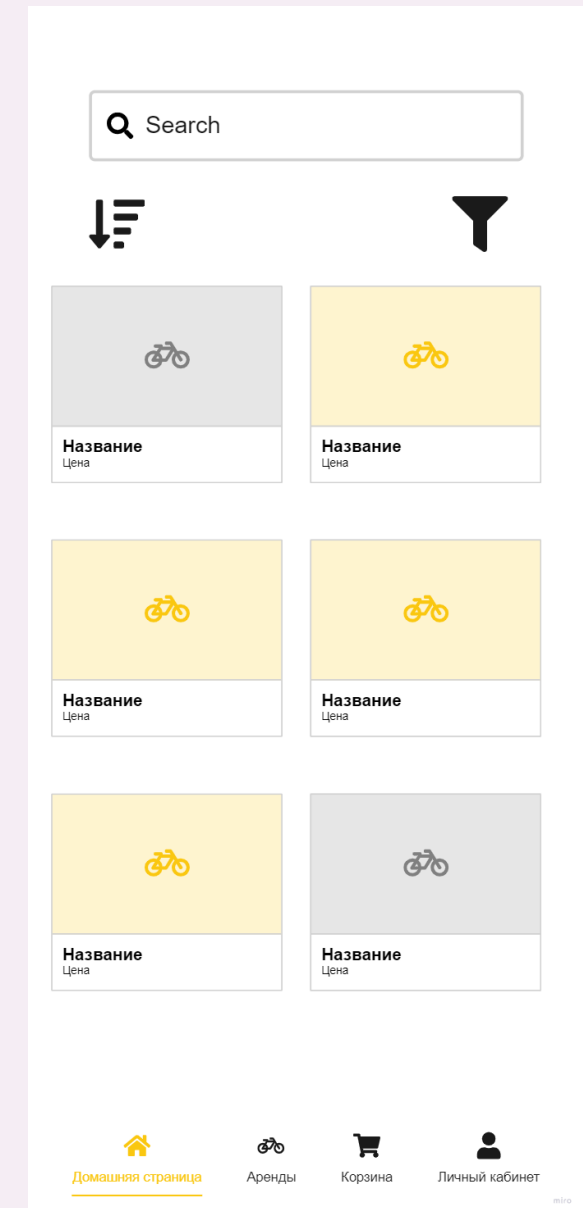 Search
Название
Цена
Название
Цена
Название
Цена
Название
Цена
Название
Цена
Название
Цена
Домашняя страница
Аренды
Корзина
Личный кабинет
miro